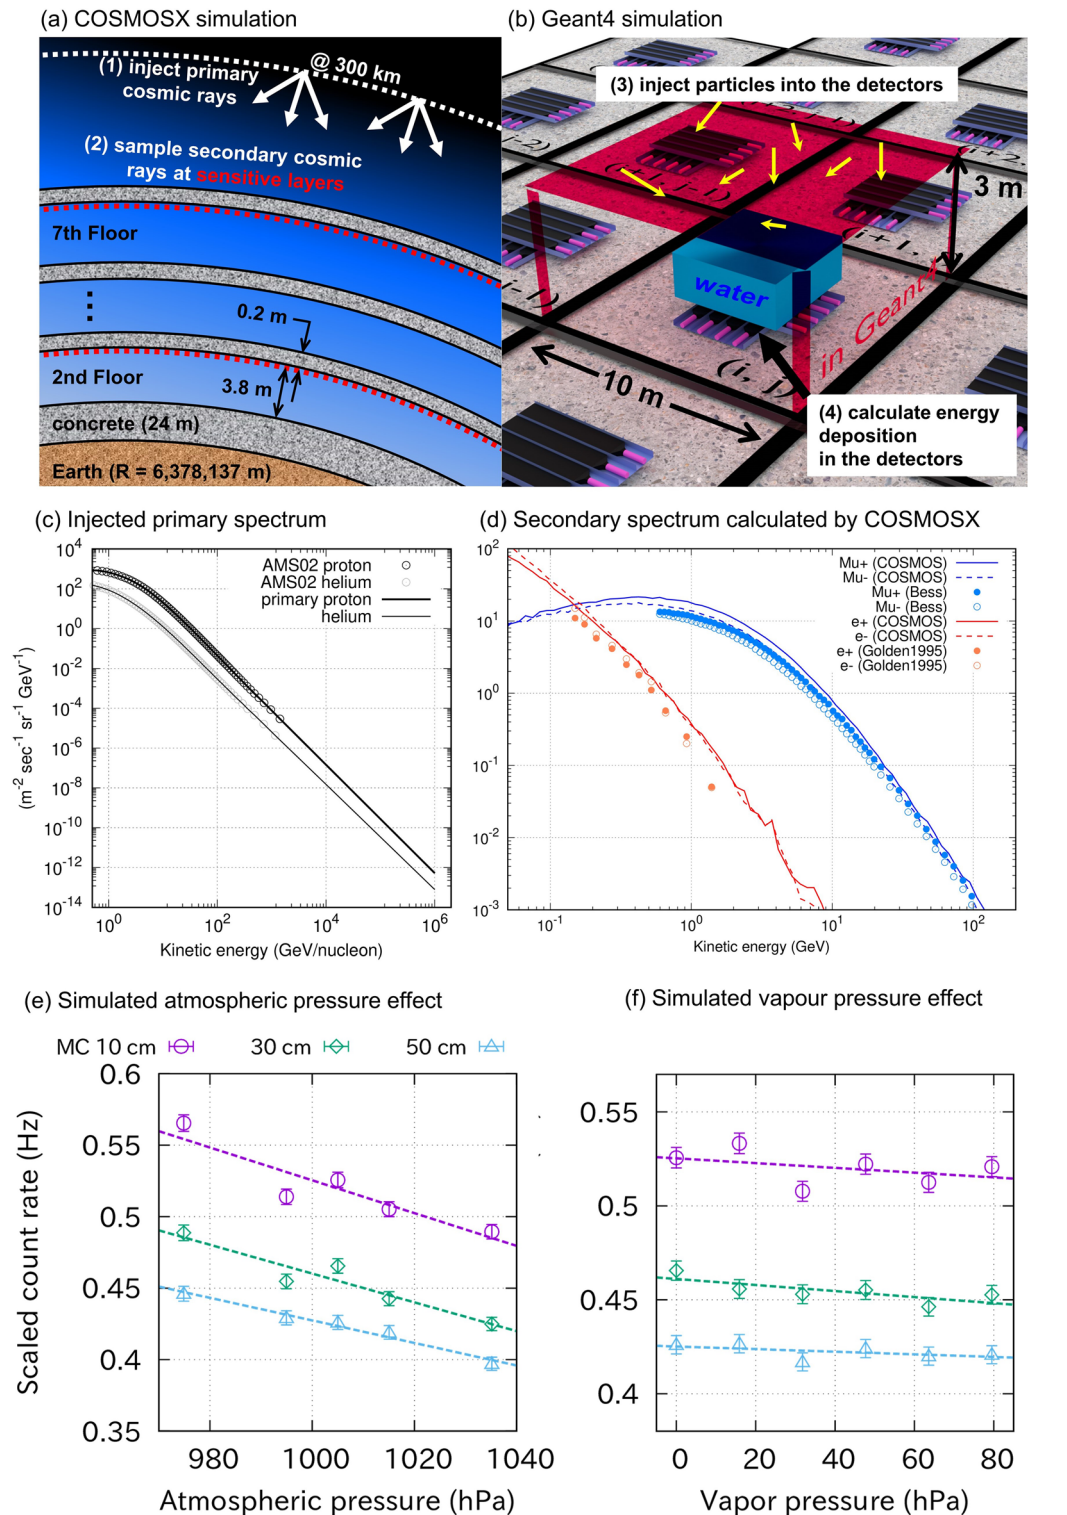 (a) COSMOSX simulation
(b) Geant4 simulation
(1) inject primary
cosmic rays
@ 300 km
(2) sample secondary cosmic
rays at sensitive layers
7th Floor
0.2 m
2nd Floor
3.8 m
concrete (24 m)
Earth (R = 6,378,137 m)
(3) inject particles into the detectors
3 m
water
in Geant4
(i, j)
10 m
(4) calculate energy
deposition
in the detectors
(c) Injected primary spectrum
AMS02 proton
AMS02 helium
primary proton
helium
10^4
10^2
10^0
10^-2
10^-4
10^-6
10^-8
10^-10
10^-12
10^-14
(m^-2 sec^-1 sr^-1 GeV^-1)
10^0 10^2 10^4 10^6
Kinetic energy (GeV/nucleon)
(d) Secondary spectrum calculated by COSMOSX
Mu+ (COSMOS)
Mu- (COSMOS)
Mu+ (Bess)
Mu- (Bess)
e+ (COSMOS)
e- (COSMOS)
e+ (Golden1995)
e- (Golden1995)
10^2
10^1
10^0
10^-1
10^-2
10^-3
10^-1 10^0 10^1 10^2
Kinetic energy (GeV)
(e) Simulated atmospheric pressure effect
MC 10 cm 30 cm 50 cm
0.6
0.55
0.5
0.45
0.4
0.35
Scaled count rate (Hz)
980 1000 1020 1040
Atmospheric pressure (hPa)
(f) Simulated vapour pressure effect
0.55
0.5
0.45
0.4
0 20 40 60 80
Vapor pressure (hPa)